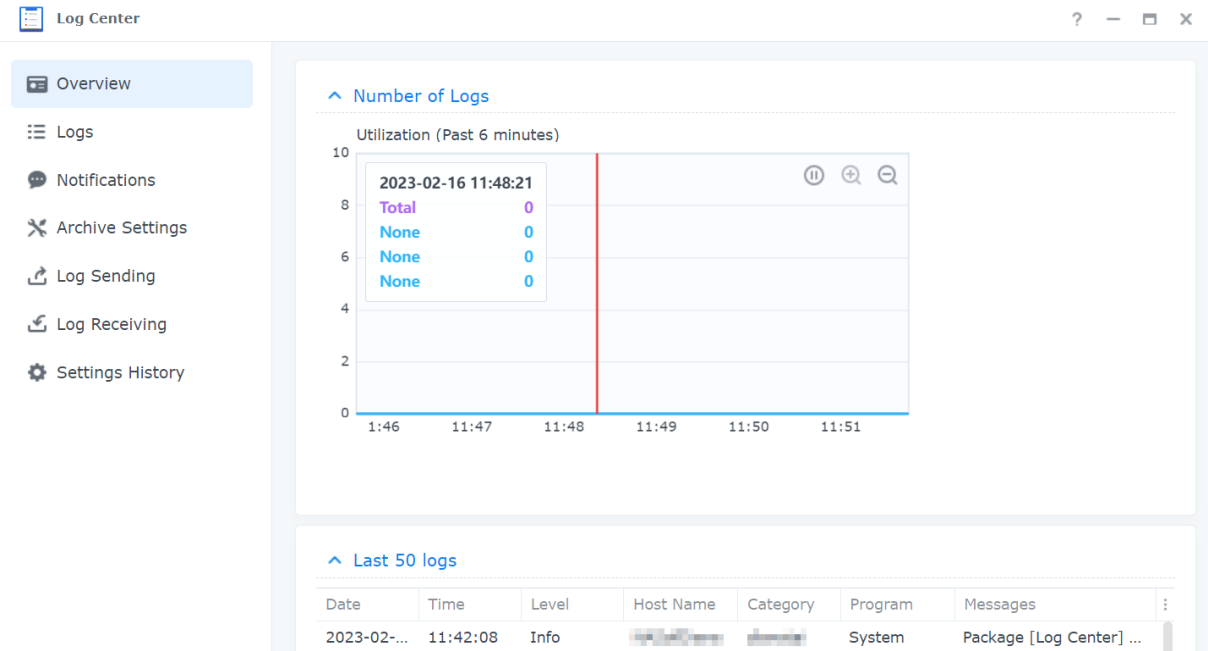 Log Center
?
Overview
Logs
Notifications
Archive Settings
Log Sending
Log Receiving
Settings History
Number of Logs
Utilization (Past 6 minutes)
10
8
6
4
2
0
2023-02-16 11:48:21
Total 0
None 0
None 0
None 0
1:46 11:47 11:48 11:49 11:50 11:51
Last 50 logs
Date Time Level Host Name Category Program Messages
2023-02-... 11:42:08 Info System Package [Log Center] ...